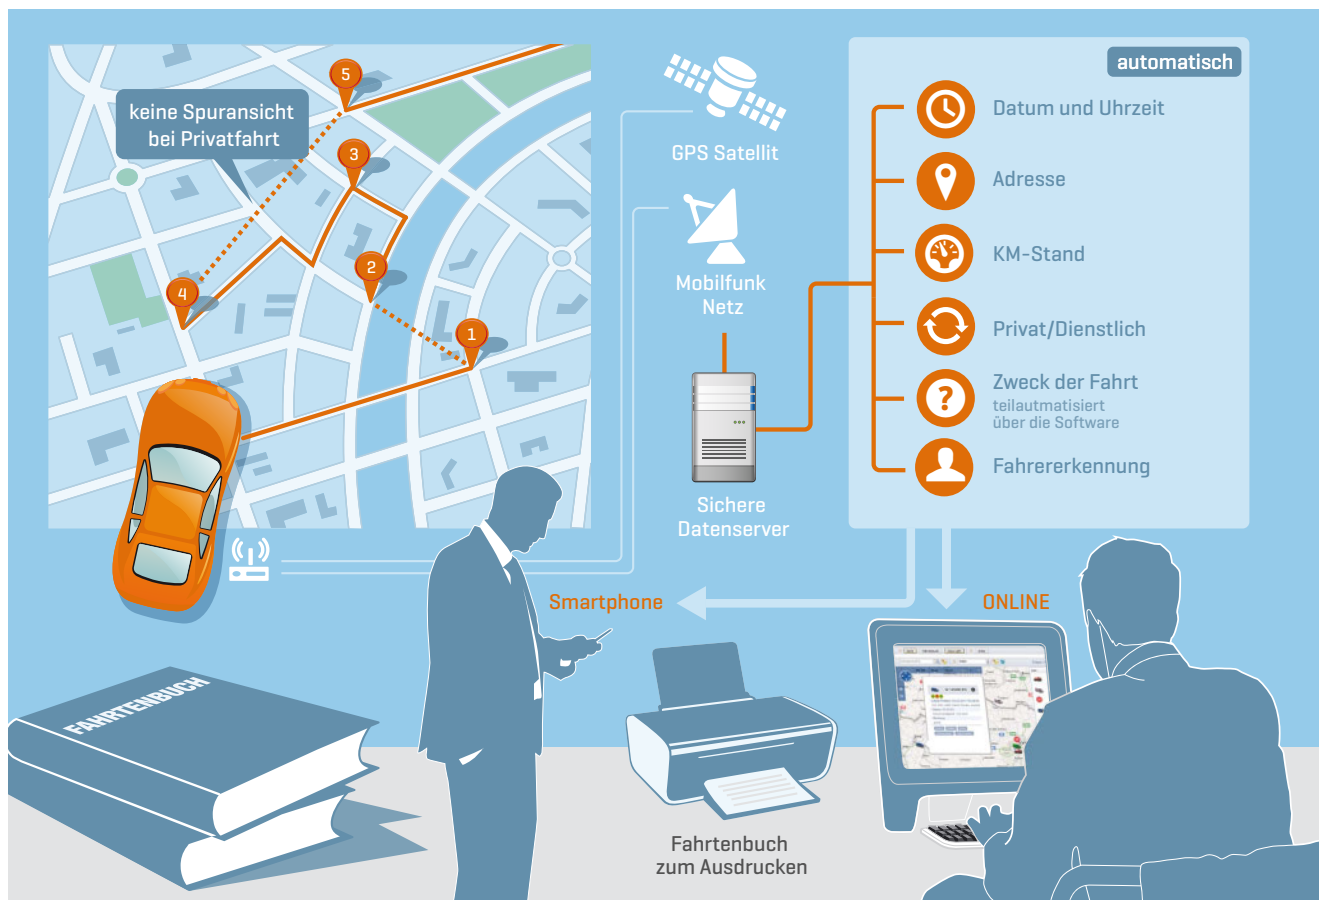 automatisch
5
keine Spuransicht
bei Privatfahrt
3
2
4
1
GPS Satellit
Mobilfunk
Netz
Sichere
Datenserver
Datum und Uhrzeit
Adresse
KM-Stand
Privat/Dienstlich
?
Zweck der Fahrt
teilautmatisiert
über die Software
Fahrererkennung
Smartphone
ONLINE
FAHRTENBUCH
Fahrtenbuch
zum Ausdrucken